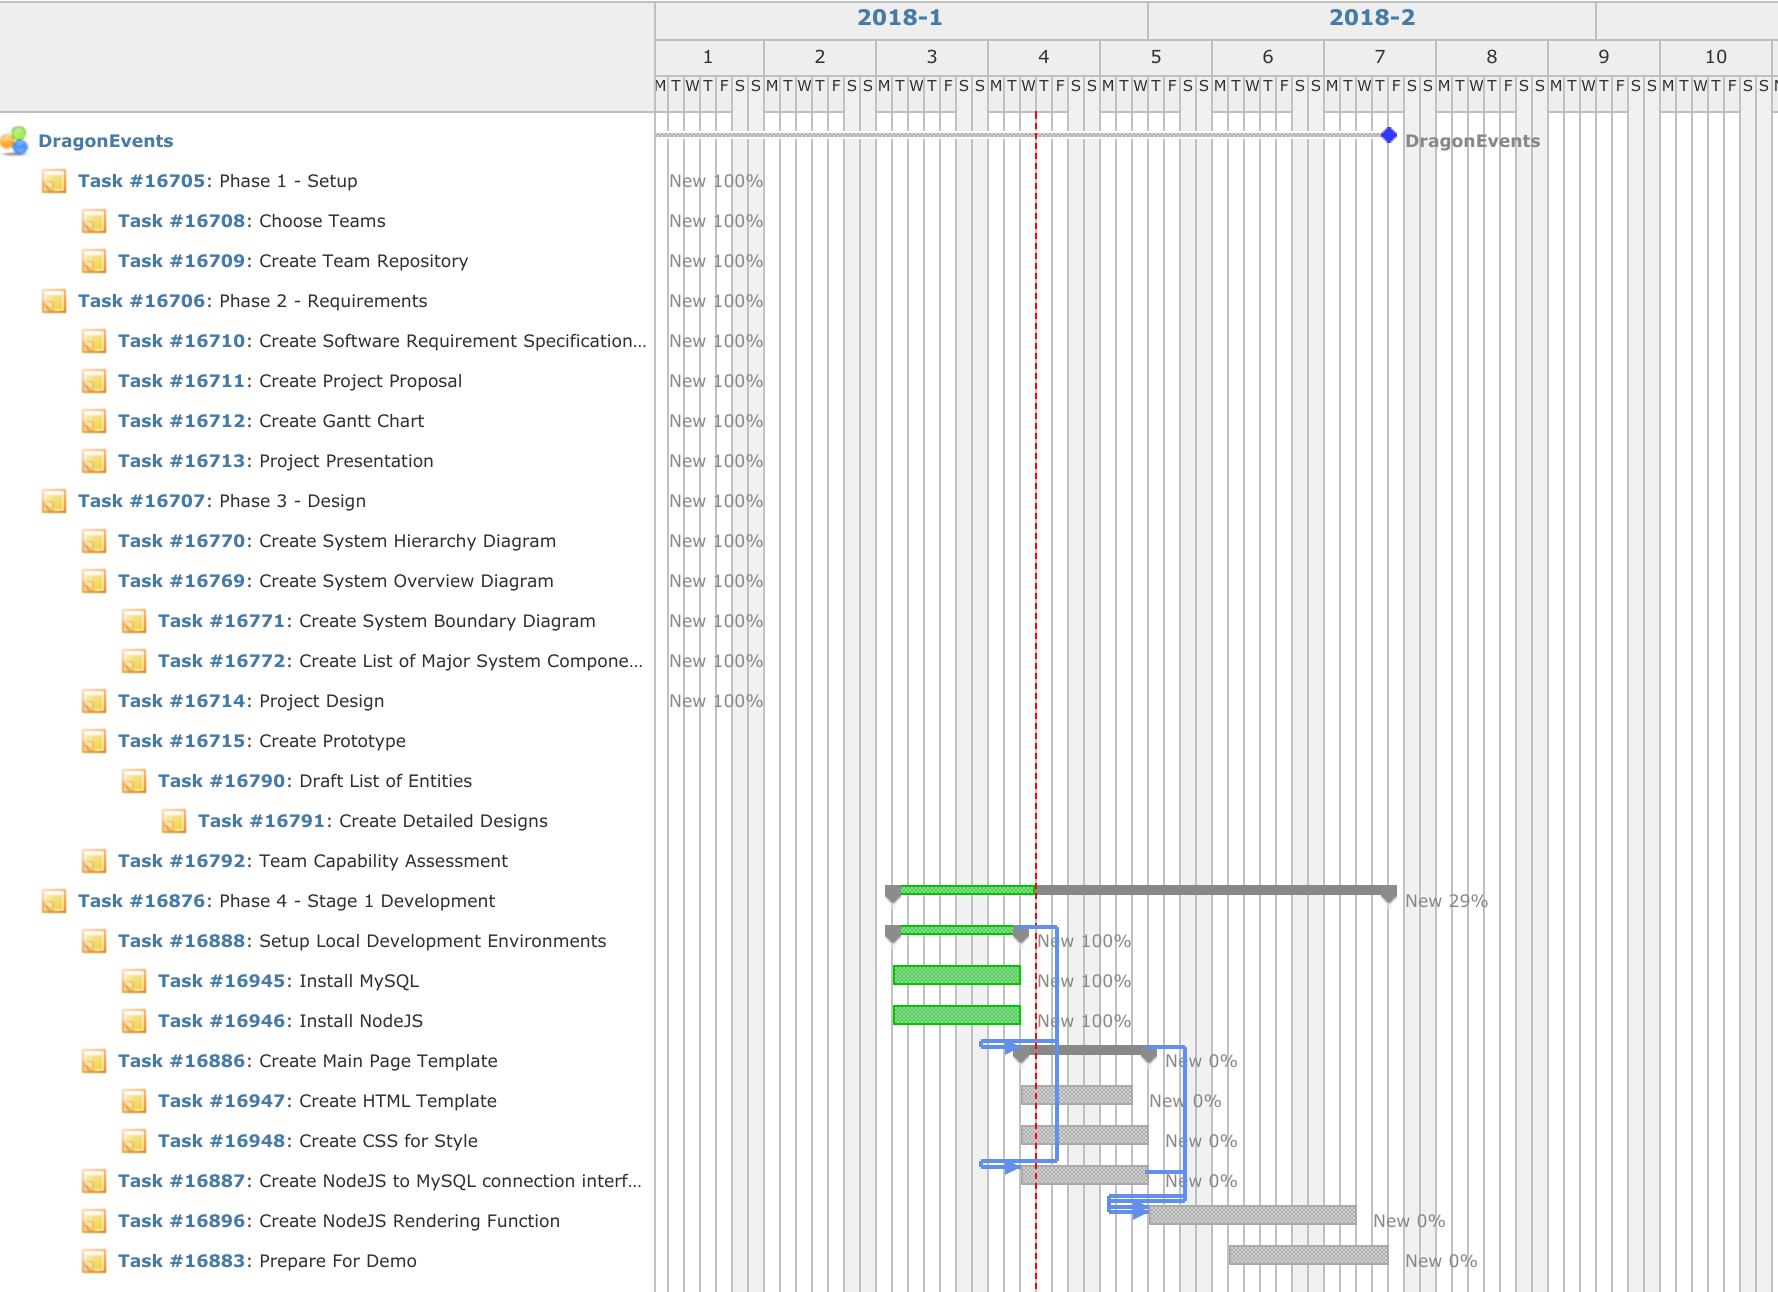 2018-1 2018-2
1 2 3 4 5 6 7 8 9 10
M T W T F S S M T W T F S S M T W T F S S M T W T F S S M T W T F S S M T W T F S S M T W T F S S M T W T F S S M T W T F S S M T W T F S S
DragonEvents DragonEvents
Task #16705: Phase 1 - Setup New 100%
Task #16708: Choose Teams New 100%
Task #16709: Create Team Repository New 100%
Task #16706: Phase 2 - Requirements New 100%
Task #16710: Create Software Requirement Specification... New 100%
Task #16711: Create Project Proposal New 100%
Task #16712: Create Gantt Chart New 100%
Task #16713: Project Presentation New 100%
Task #16707: Phase 3 - Design New 100%
Task #16770: Create System Hierarchy Diagram New 100%
Task #16769: Create System Overview Diagram New 100%
Task #16771: Create System Boundary Diagram New 100%
Task #16772: Create List of Major System Compone... New 100%
Task #16714: Project Design New 100%
Task #16715: Create Prototype
Task #16790: Draft List of Entities
Task #16791: Create Detailed Designs
Task #16792: Team Capability Assessment
Task #16876: Phase 4 - Stage 1 Development New 29%
Task #16888: Setup Local Development Environments New 100%
Task #16945: Install MySQL New 100%
Task #16946: Install NodeJS New 100%
Task #16886: Create Main Page Template New 0%
Task #16947: Create HTML Template New 0%
Task #16948: Create CSS for Style New 0%
Task #16887: Create NodeJS to MySQL connection interf... New 0%
Task #16896: Create NodeJS Rendering Function New 0%
Task #16883: Prepare For Demo New 0%